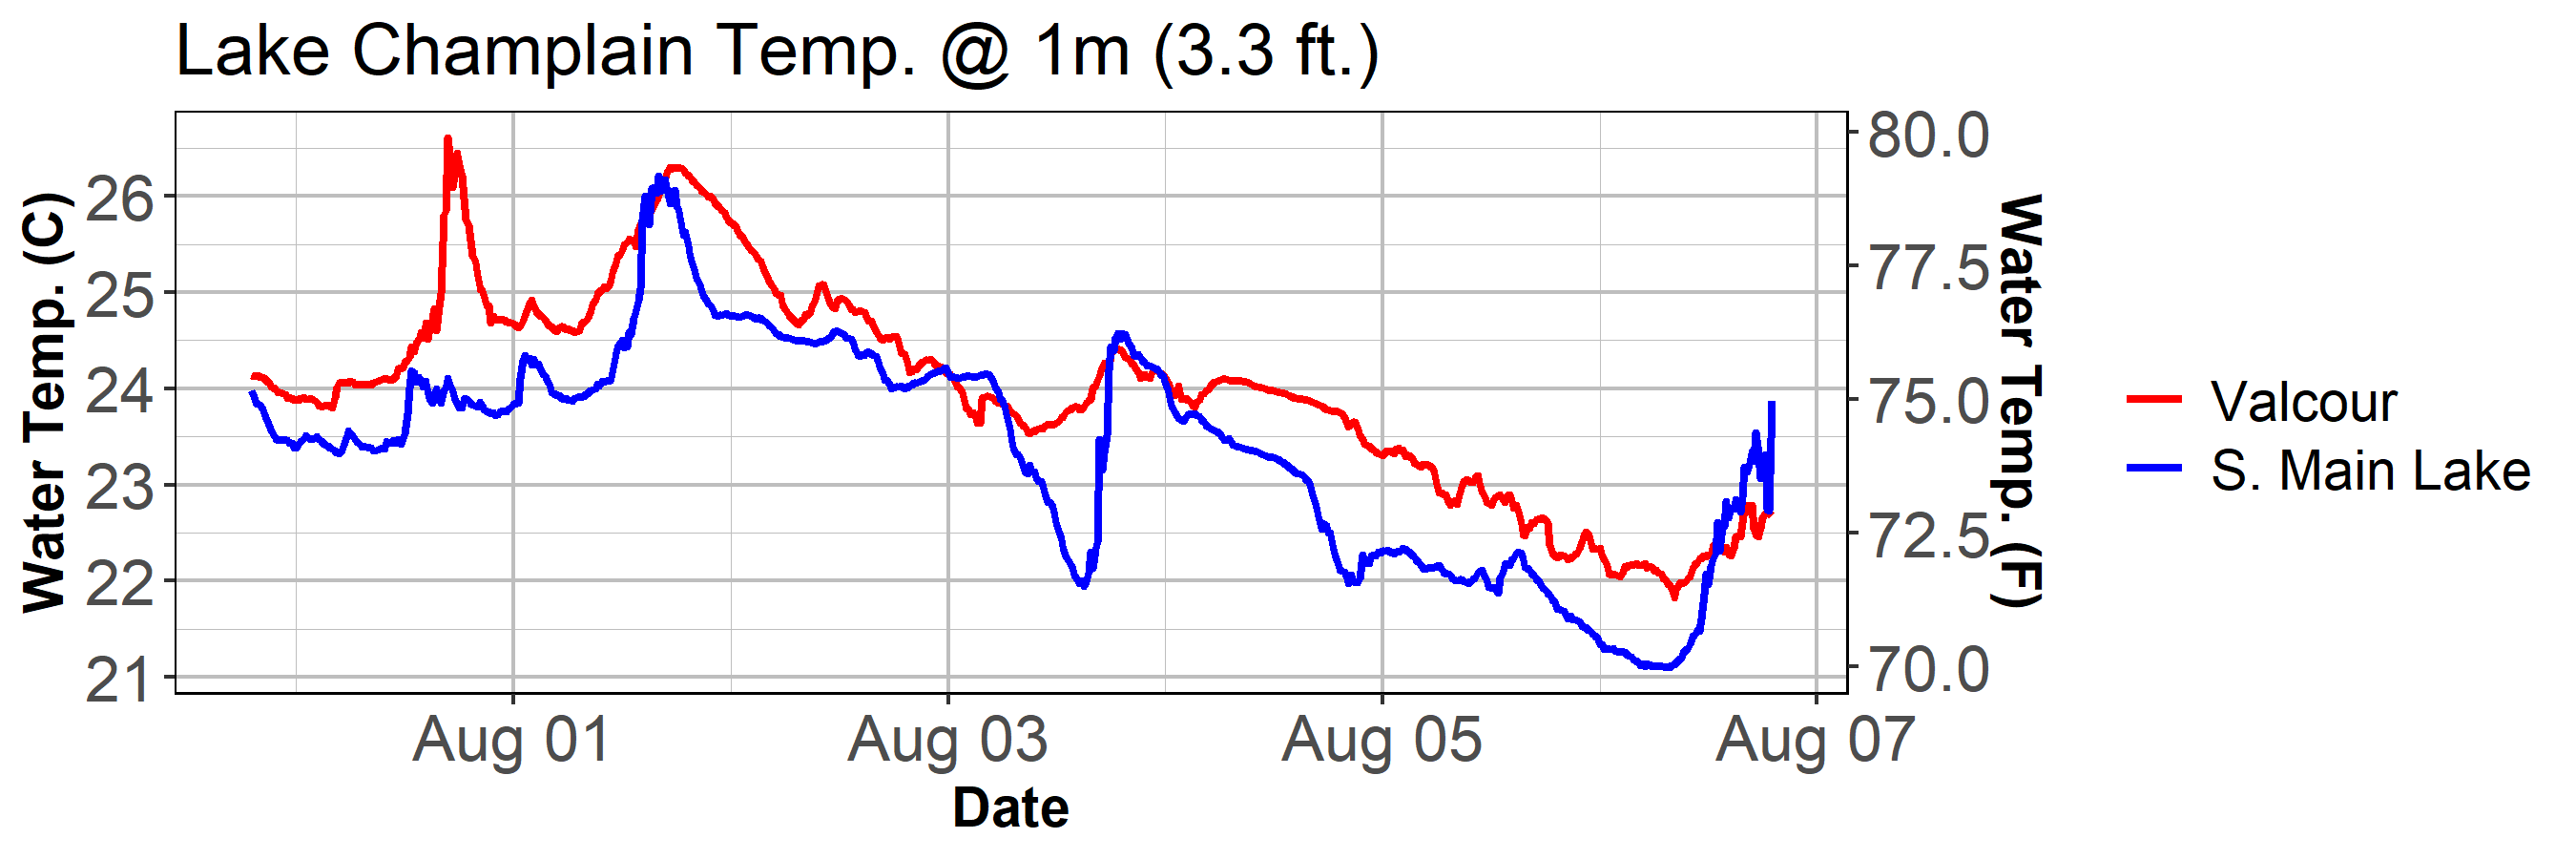 Lake Champlain Temp. @ 1m (3.3 ft.)
Water Temp. (C)
26
25
24
23
22
21
80.0
77.5
75.0
72.5
70.0
Water Temp. (F)
Aug 01
Aug 03
Aug 05
Aug 07
Date
Valcour
S. Main Lake